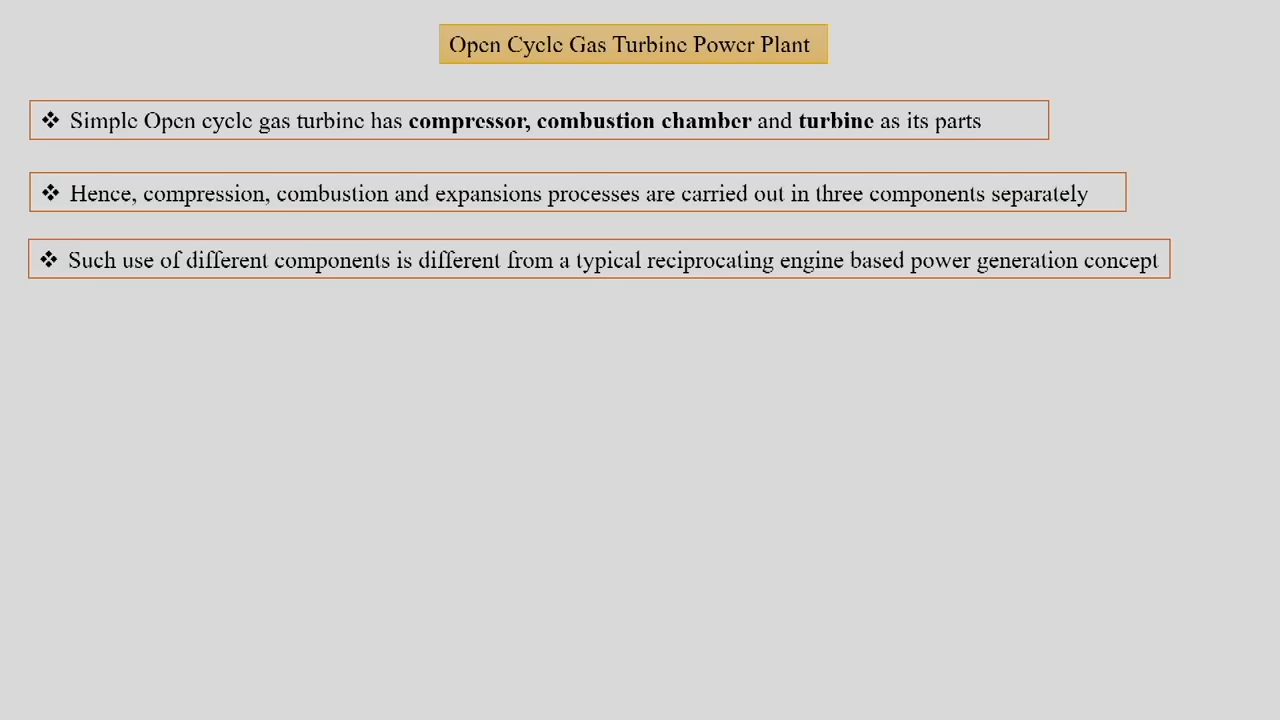 Open Cycle Gas Turbine Power Plant
❖ Simple Open cycle gas turbine has compressor, combustion chamber and turbine as its parts
❖ Hence, compression, combustion and expansions processes are carried out in three components separately
❖ Such use of different components is different from a typical reciprocating engine based power generation concept